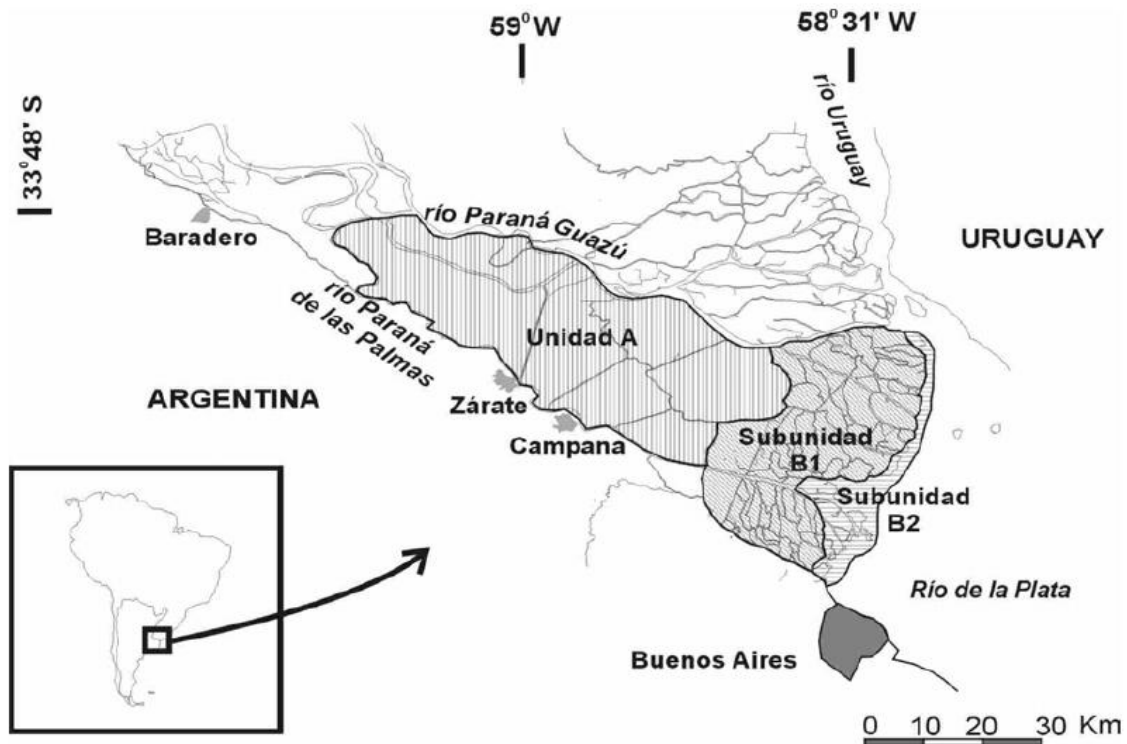 59° W
58° 31' W
33° 48' S
río Uruguay
Baradero
río Paraná Guazú
URUGUAY
río Paraná
de las Palmas
Unidad A
ARGENTINA
Zárate
Campana
Subunidad
B1
Subunidad
B2
Río de la Plata
Buenos Aires
0 10 20 30 Km